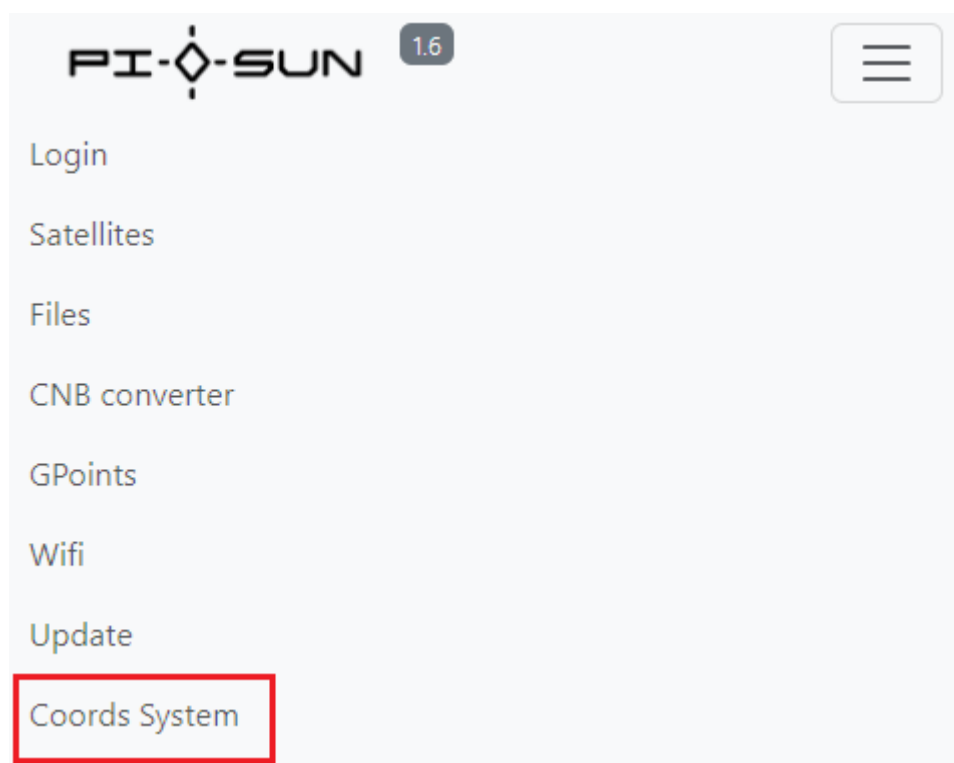 PI-SUN 1.6
Login
Satellites
Files
CNB converter
GPoints
Wifi
Update
Coords System